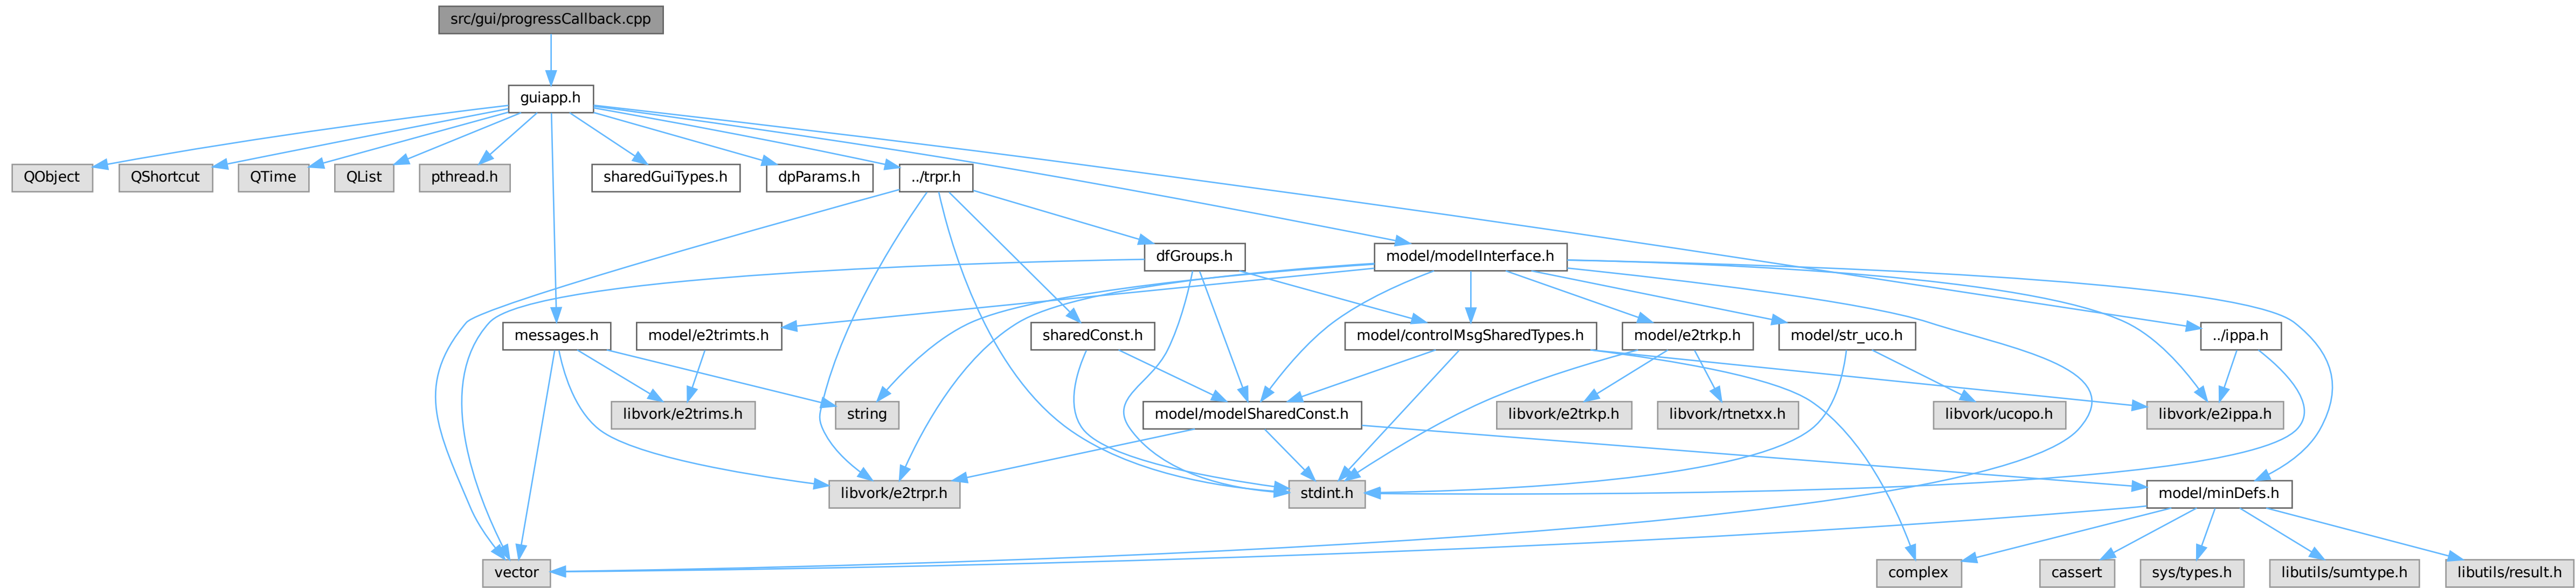 src/gui/progressCallback.cpp
guiapp.h
QObject
QShortcut
QTime
QList
pthread.h
sharedGuiTypes.h
dpParams.h
../trpr.h
dfGroups.h
model/modelInterface.h
messages.h
model/e2trimts.h
sharedConst.h
model/controlMsgSharedTypes.h
model/e2trkp.h
model/str_uco.h
../ippa.h
libvork/e2trims.h
string
model/modelSharedConst.h
libvork/e2trkp.h
libvork/rtnetxx.h
libvork/ucopo.h
libvork/e2ippa.h
libvork/e2trpr.h
stdint.h
model/minDefs.h
vector
complex
cassert
sys/types.h
libutils/sumtype.h
libutils/result.h